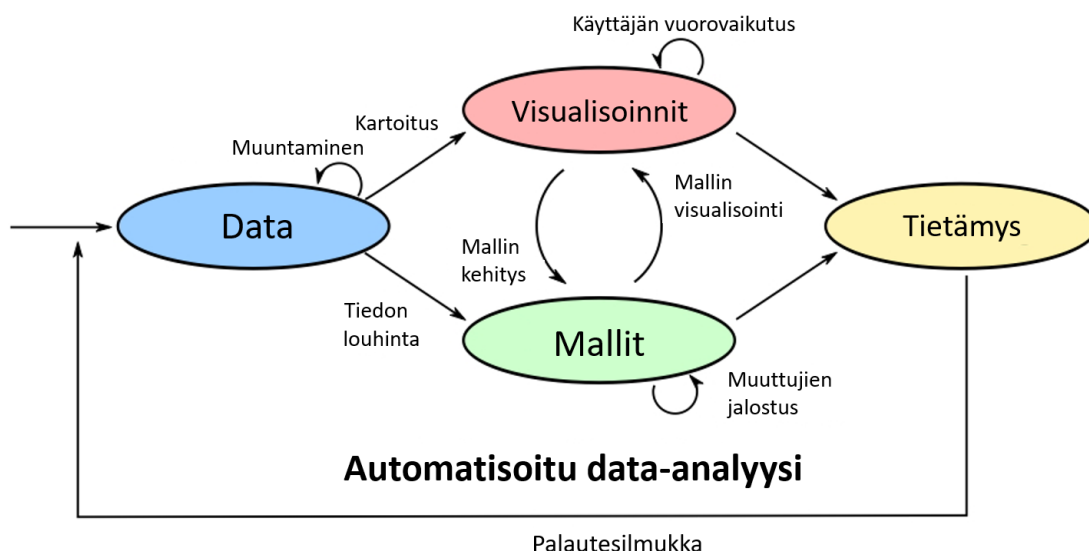 Käyttäjän vuorovaikutus
Visualisoinnit
Kartoitus
Muuntaminen
Data
Mallin
visualisointi
Tietämys
Mallin
kehitys
Tiedon
louhinta
Mallit
Muuttujien
jalostus
Automatisoitu data-analyysi
Palautesilmukka